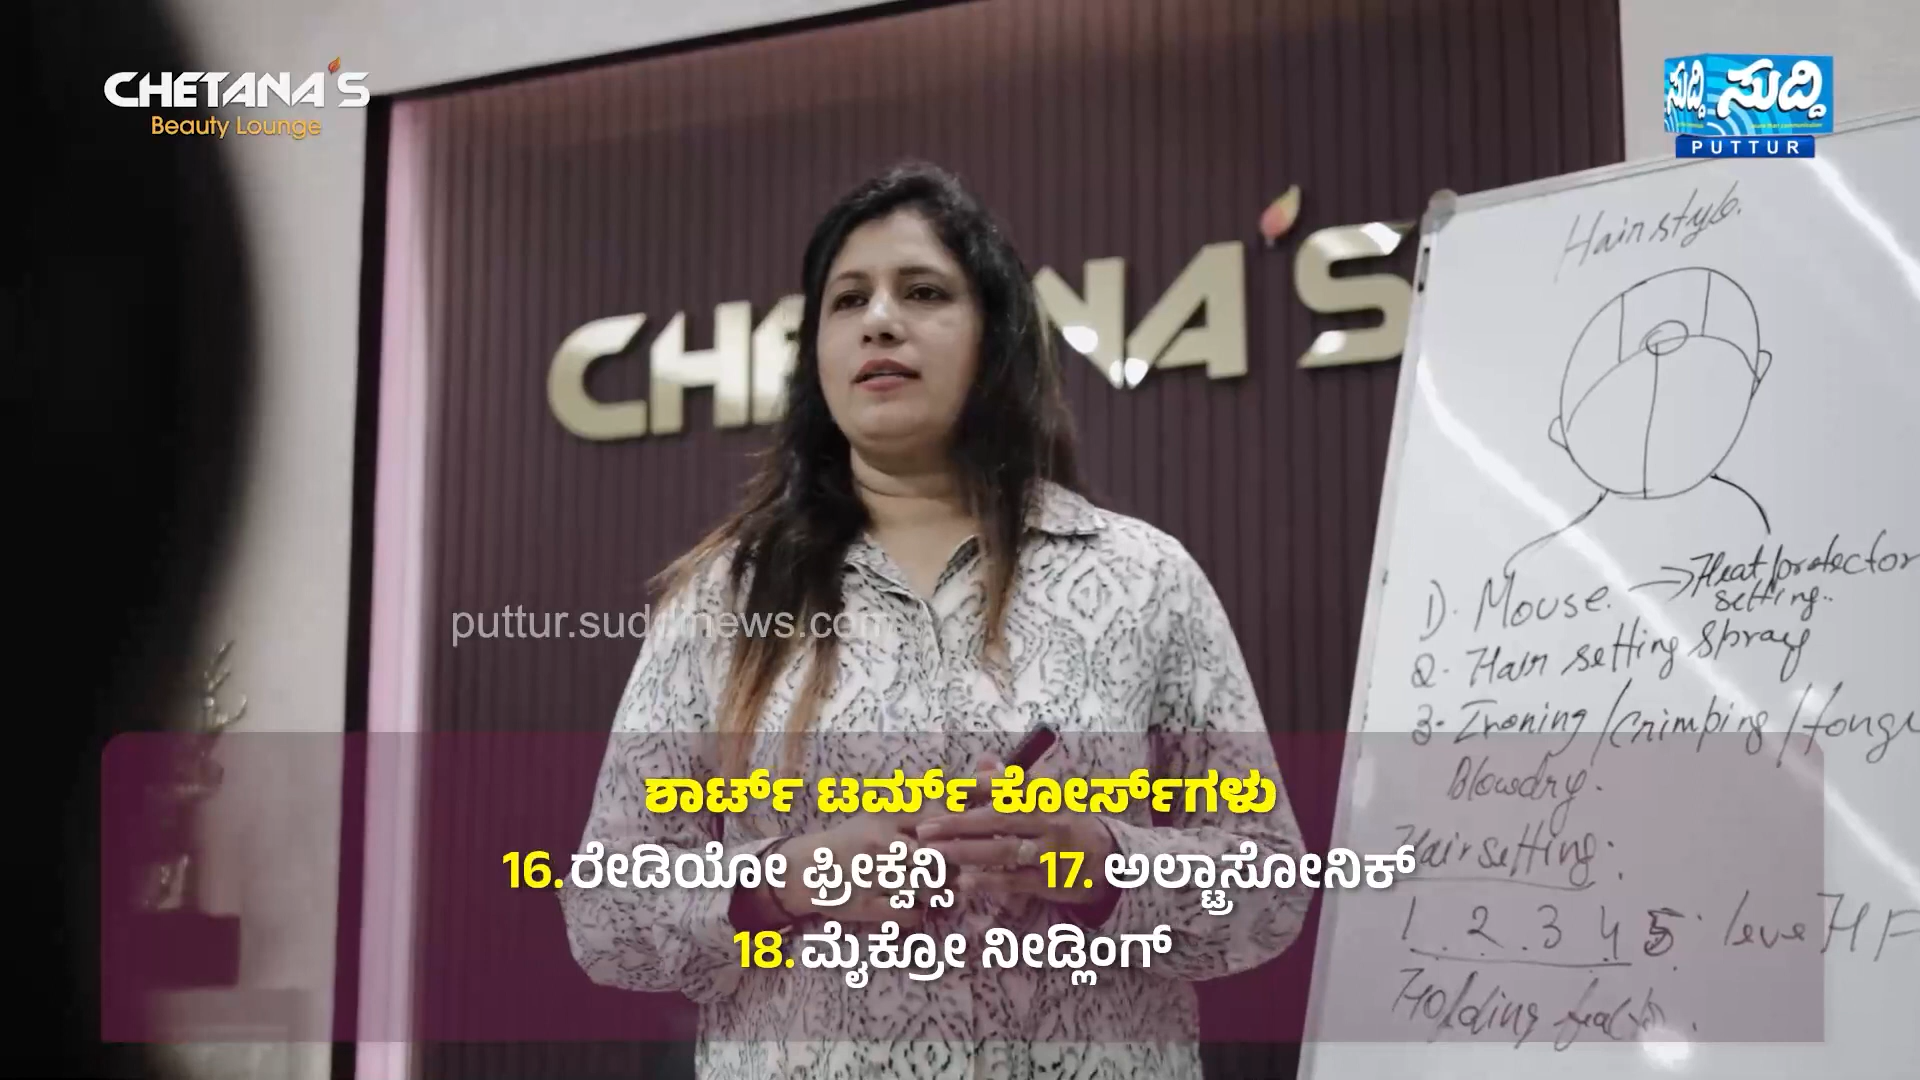 CHETANA'S
Beauty Lounge
ಸುದ್ದಿ ಸುದ್ದಿ
PUTTUR
CHE NA'S
Hairstyle.
1). Mouse. → Heat/protector
setting..
2. Hair setting spray
3. Ironing / Crimping / Tongu
Blowdry.
Hair setting:
1 2 3 4 5. leve HF
Holding
puttur.suddinews.com
ಶಾರ್ಟ್ ಟರ್ಮ್ ಕೋರ್ಸ್‌ಗಳು
16. ರೇಡಿಯೋ ಫ್ರೀಕ್ವೆನ್ಸಿ 17. ಅಲ್ಟ್ರಾಸೋನಿಕ್
18. ಮೈಕ್ರೋ ನೀಡ್ಲಿಂಗ್